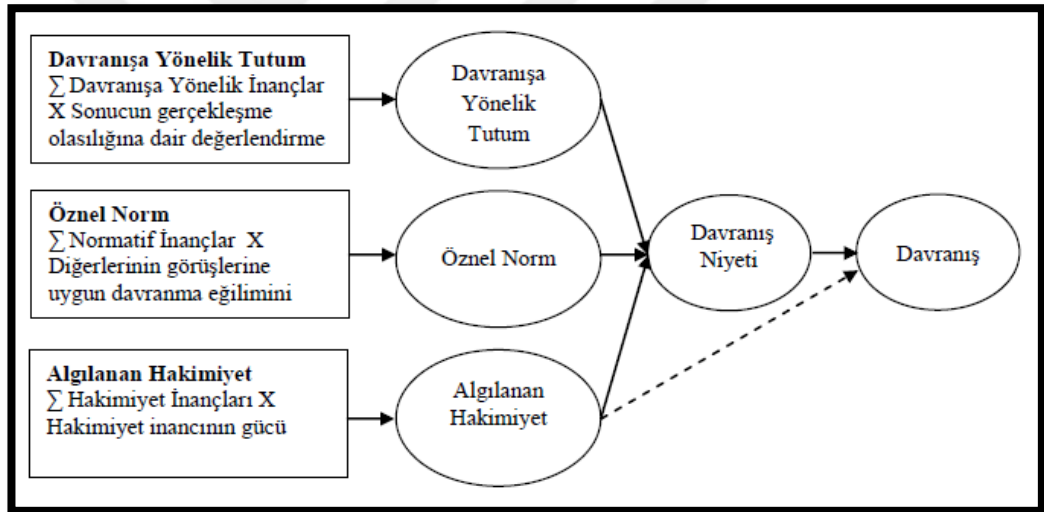 Davranışa Yönelik Tutum
∑ Davranışa Yönelik İnançlar
X Sonucun gerçekleşme
olasılığına dair değerlendirme
Davranışa
Yönelik
Tutum
Öznel Norm
∑ Normatif İnançlar X
Diğerlerinin görüşlerine
uygun davranma eğilimini
Öznel Norm
Davranış
Niyeti
Davranış
Algılanan Hakimiyet
∑ Hakimiyet İnançları X
Hakimiyet inancının gücü
Algılanan
Hakimiyet